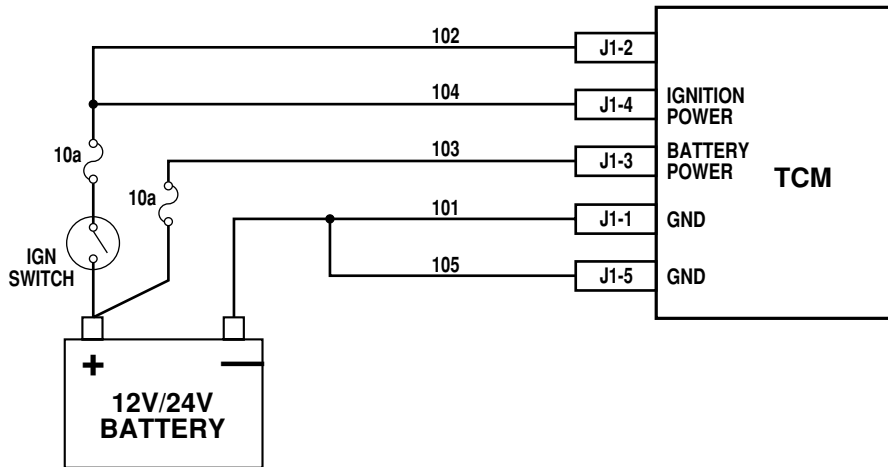 102
J1-2
104
J1-4
IGNITION
POWER
10a
103
J1-3
BATTERY
POWER
TCM
10a
101
J1-1
GND
IGN
SWITCH
105
J1-5
GND
+
—
12V/24V
BATTERY